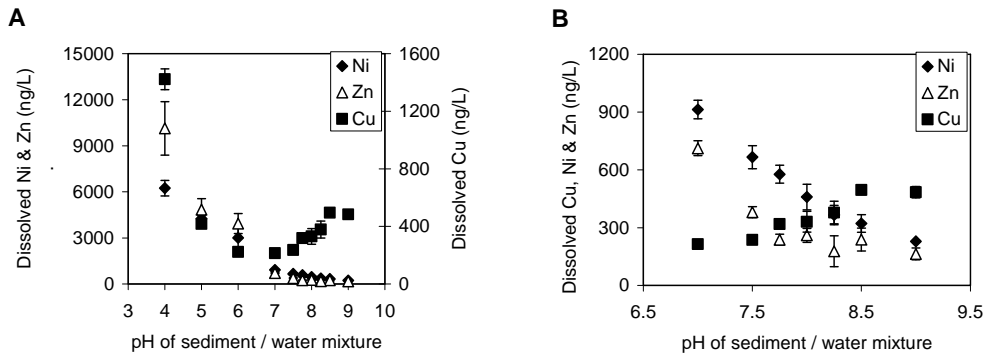 A
Dissolved Ni & Zn (ng/L)
15000
12000
9000
6000
3000
0
1600
1200
800
400
0
Dissolved Cu (ng/L)
Ni
Zn
Cu
3 4 5 6 7 8 9 10
pH of sediment / water mixture
B
Dissolved Cu, Ni & Zn (ng/L)
1200
900
600
300
0
Ni
Zn
Cu
6.5 7.5 8.5 9.5
pH of sediment / water mixture